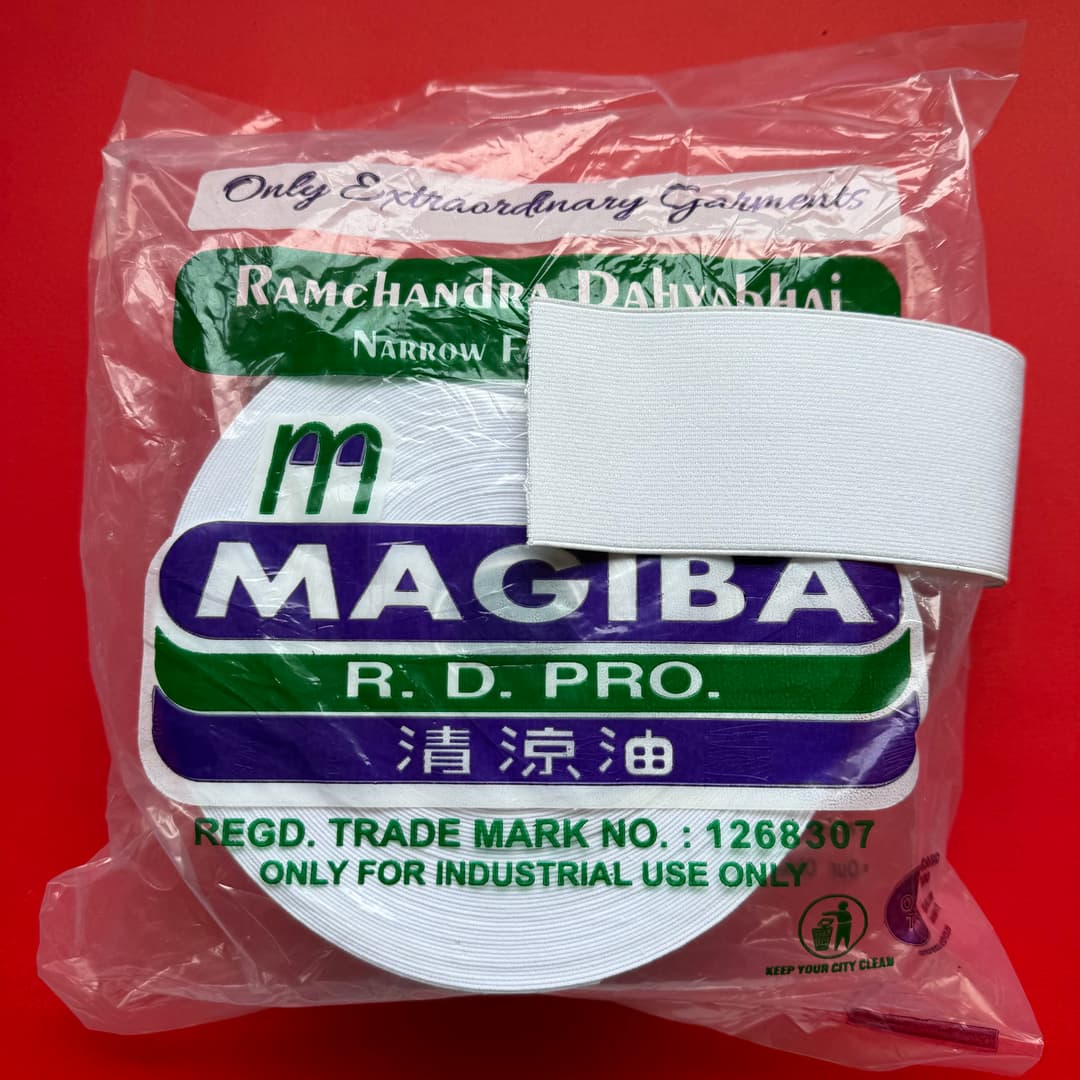 Only Extraordinary Garments
Ramchandra Dahyabhai
Narrow
m
MAGIBA
R. D. PRO.
清涼油
REGD. TRADE MARK NO. : 1268307
ONLY FOR INDUSTRIAL USE ONLY
KEEP YOUR CITY CLEAN